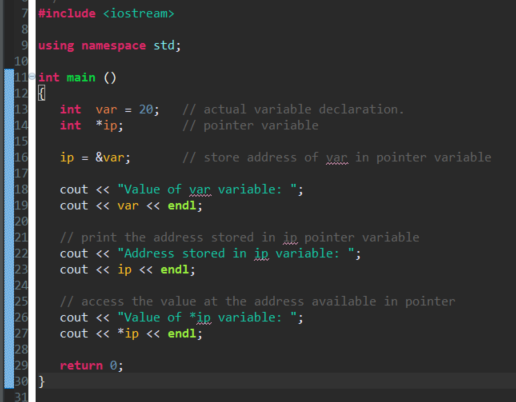 7 #include <iostream>
8
9 using namespace std;
10
11 int main ()
12 {
13    int  var = 20;   // actual variable declaration.
14    int  *ip;        // pointer variable
15
16    ip = &var;       // store address of var in pointer variable
17
18    cout << "Value of var variable: ";
19    cout << var << endl;
20
21    // print the address stored in ip pointer variable
22    cout << "Address stored in ip variable: ";
23    cout << ip << endl;
24
25    // access the value at the address available in pointer
26    cout << "Value of *ip variable: ";
27    cout << *ip << endl;
28
29    return 0;
30 }
31